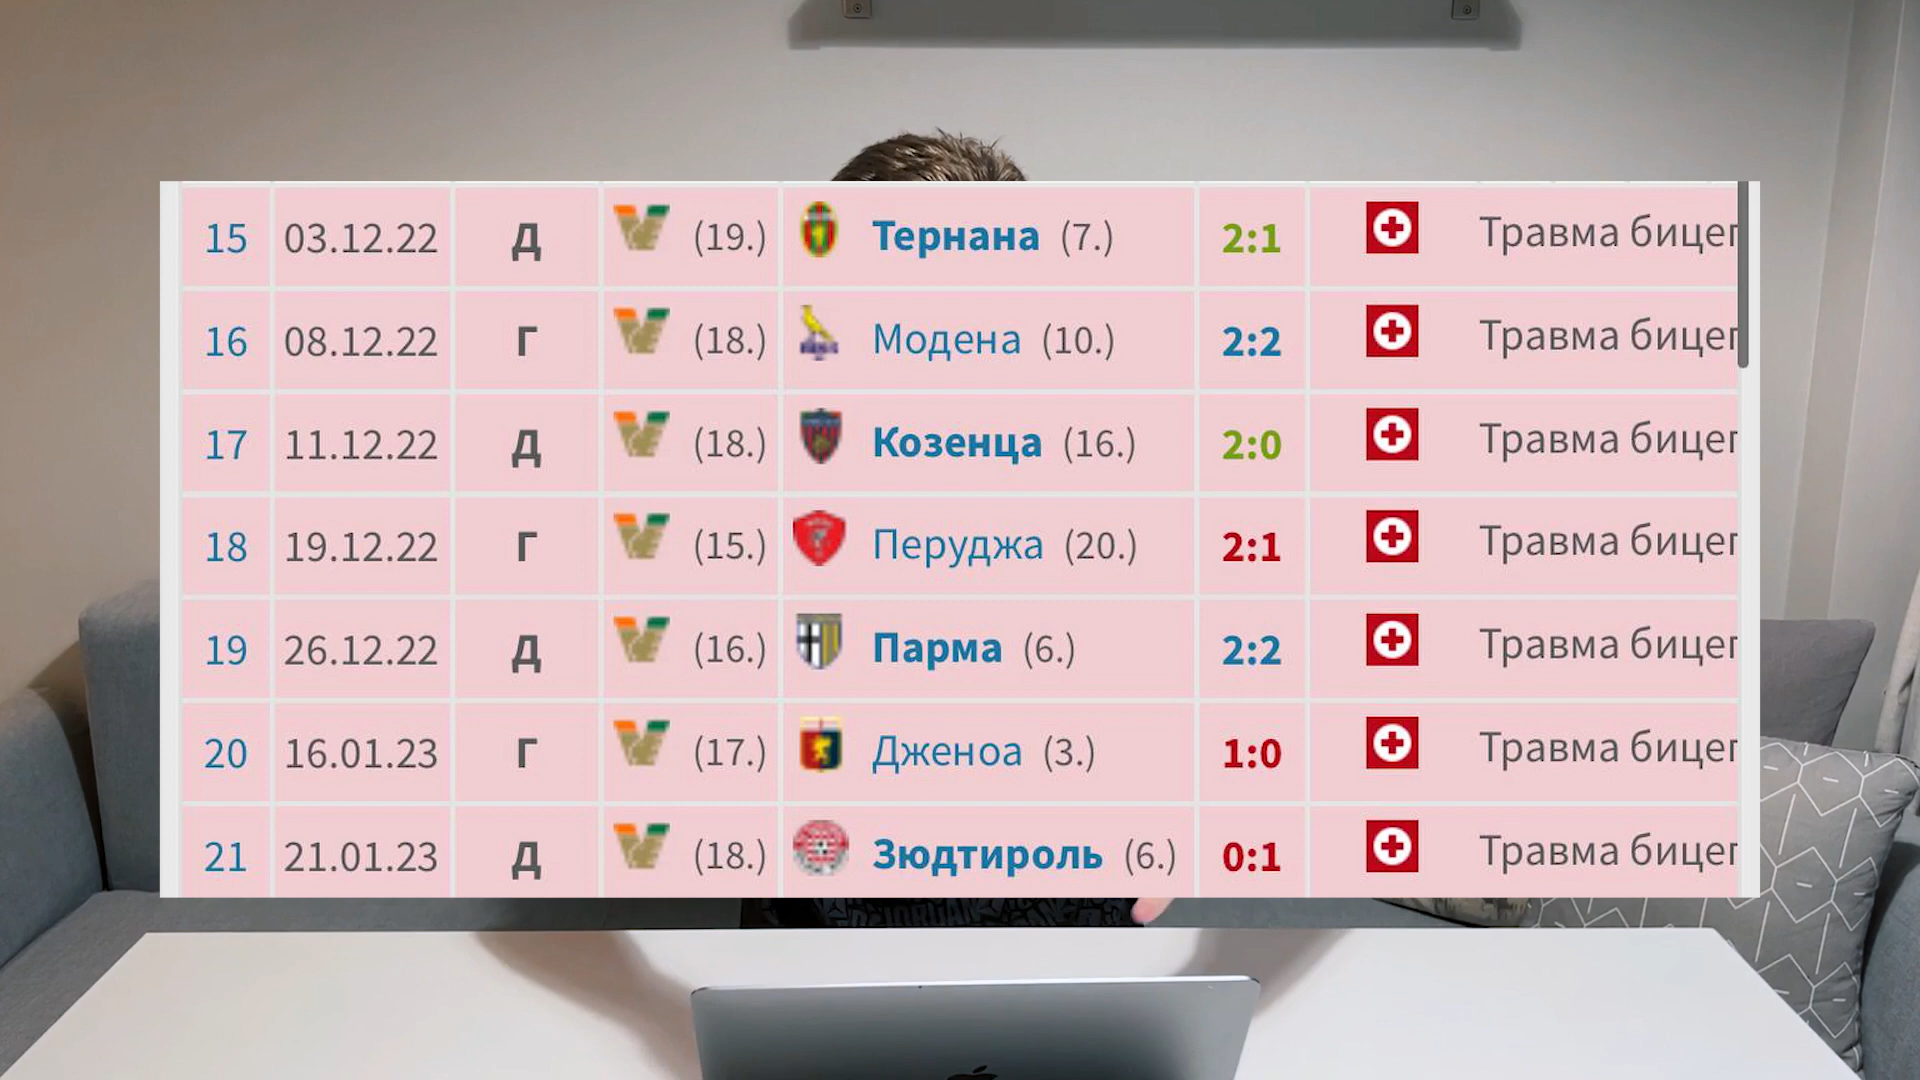 15 03.12.22 Д (19.) Тернана (7.) 2:1 Травма бицеп
16 08.12.22 Г (18.) Модена (10.) 2:2 Травма бицеп
17 11.12.22 Д (18.) Козенца (16.) 2:0 Травма бицеп
18 19.12.22 Г (15.) Перуджа (20.) 2:1 Травма бицеп
19 26.12.22 Д (16.) Парма (6.) 2:2 Травма бицеп
20 16.01.23 Г (17.) Дженоа (3.) 1:0 Травма бицеп
21 21.01.23 Д (18.) Зюдтироль (6.) 0:1 Травма бицеп